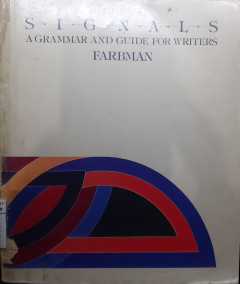 S·I·G·N·A·L·S
A GRAMMAR AND GUIDE FOR WRITERS
FARBMAN